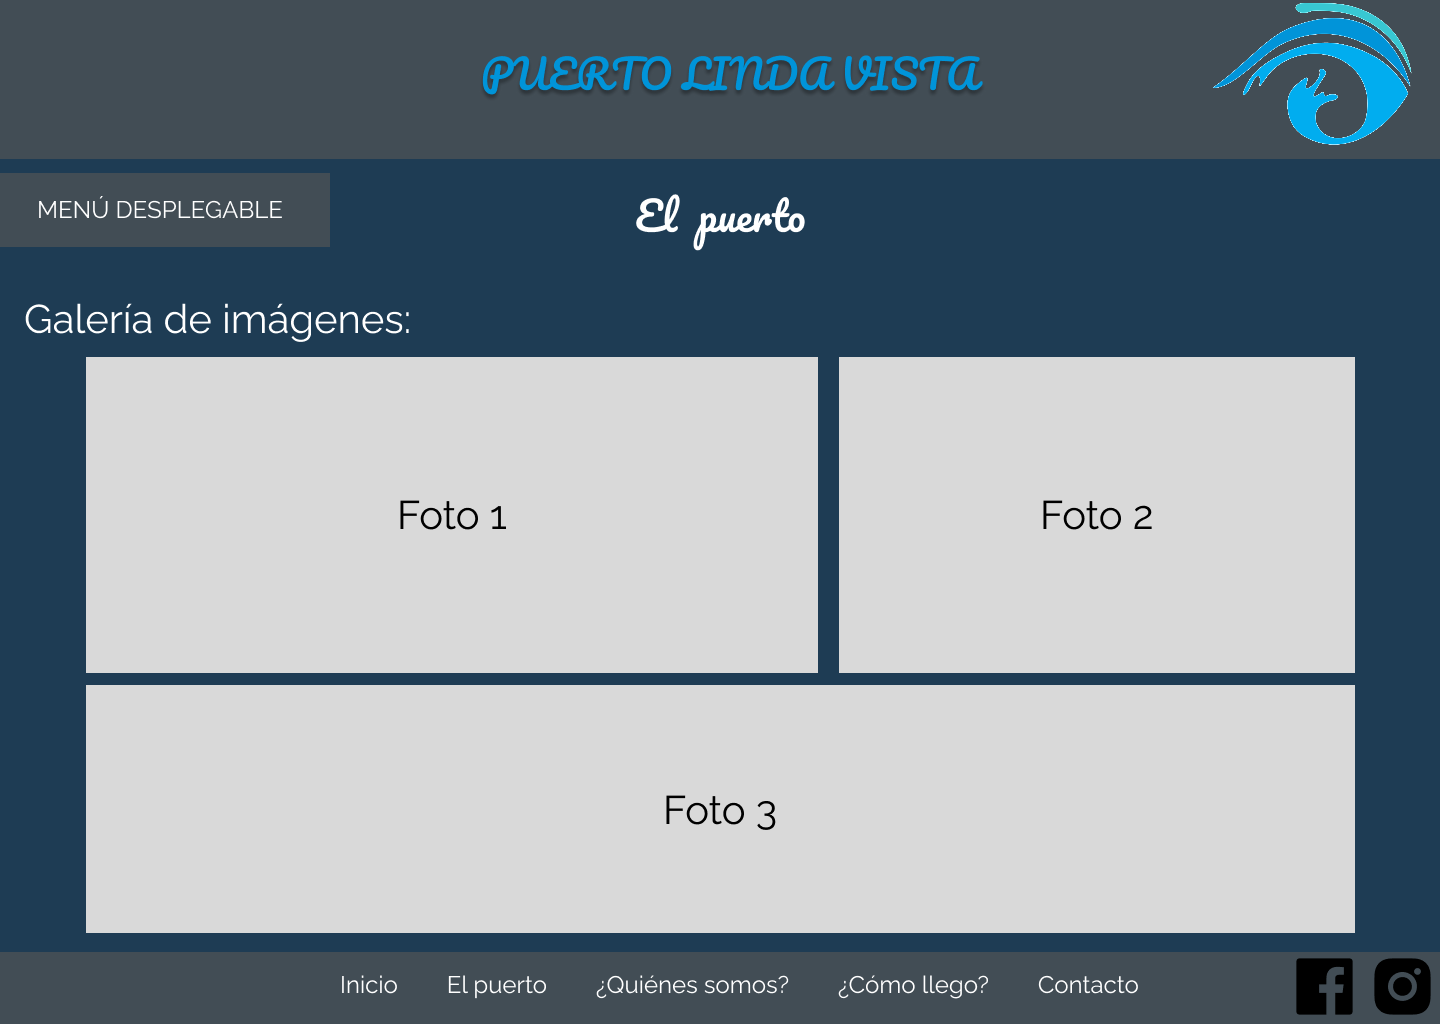 PUERTO LINDA VISTA
MENÚ DESPLEGABLE
El puerto
Galería de imágenes:
Foto 1
Foto 2
Foto 3
Inicio
El puerto
¿Quiénes somos?
¿Cómo llego?
Contacto